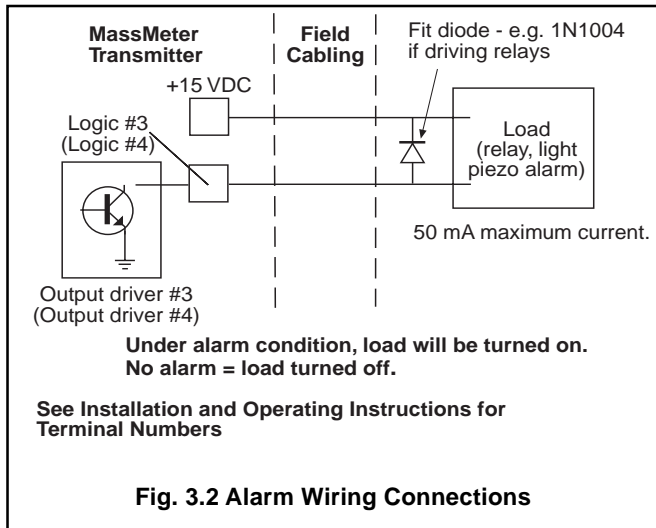 MassMeter
Transmitter
Field
Cabling
Fit diode - e.g. 1N1004
if driving relays
+15 VDC
Logic #3
(Logic #4)
Load
(relay, light
piezo alarm)
50 mA maximum current.
Output driver #3
(Output driver #4)
Under alarm condition, load will be turned on.
No alarm = load turned off.
See Installation and Operating Instructions for
Terminal Numbers
Fig. 3.2 Alarm Wiring Connections